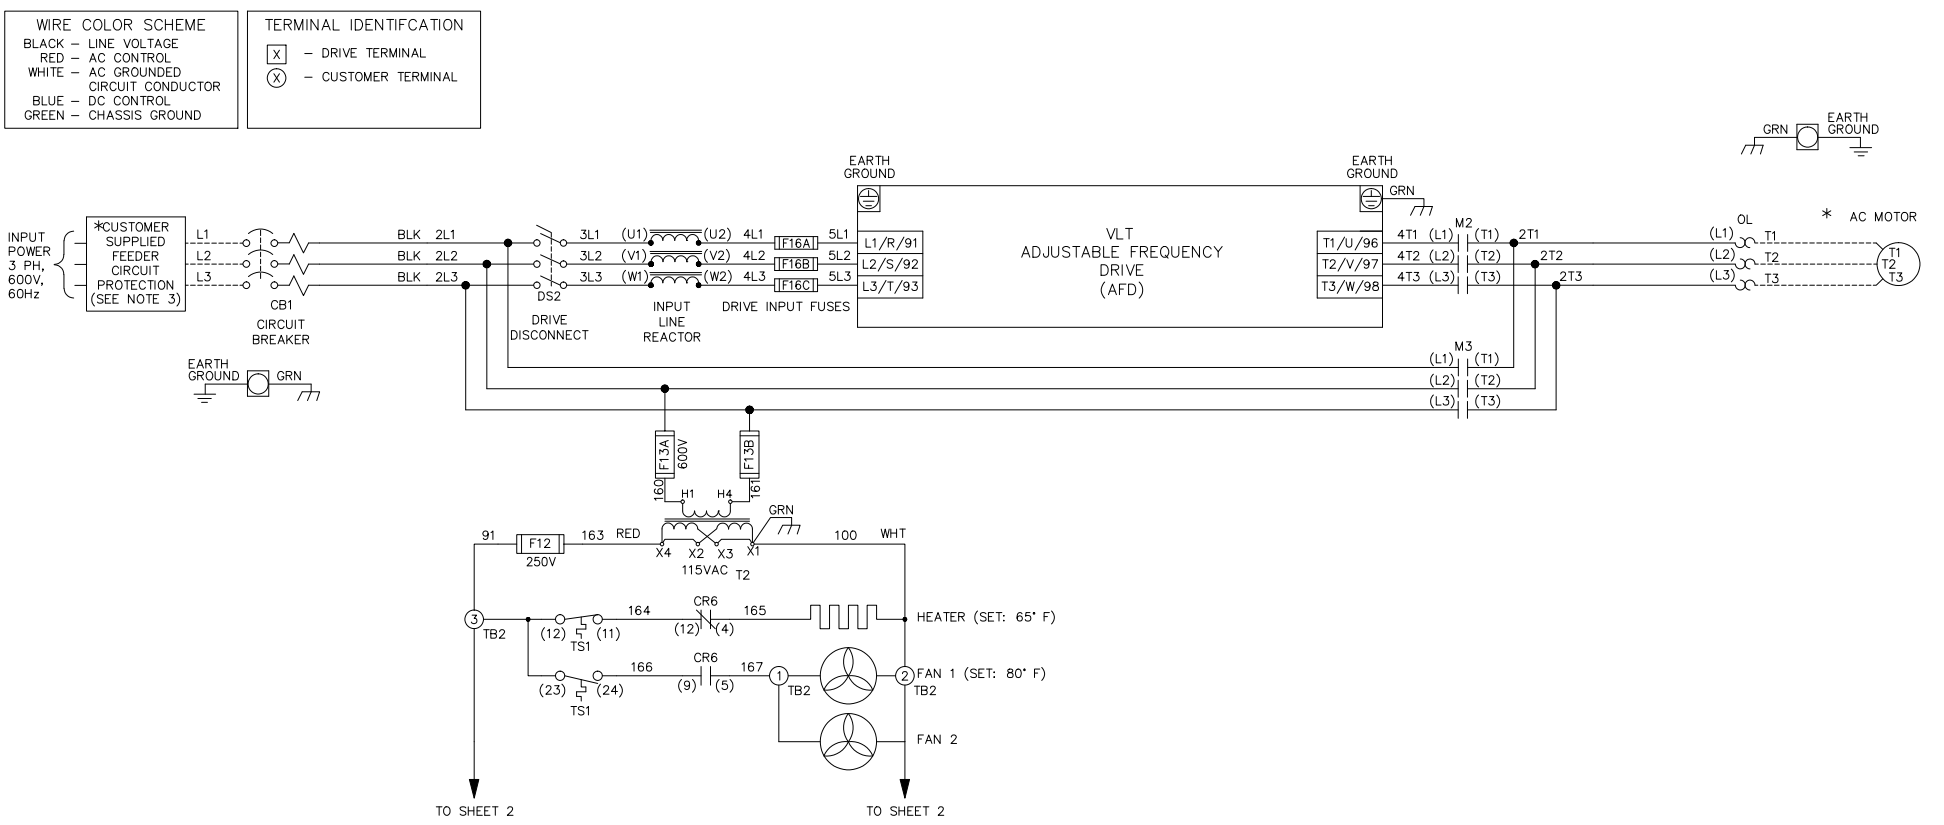 WIRE COLOR SCHEME
BLACK – LINE VOLTAGE
RED – AC CONTROL
WHITE – AC GROUNDED
CIRCUIT CONDUCTOR
BLUE – DC CONTROL
GREEN – CHASSIS GROUND
TERMINAL IDENTIFCATION
X – DRIVE TERMINAL
X – CUSTOMER TERMINAL
GRN
EARTH
GROUND
EARTH
GROUND
EARTH
GROUND
GRN
INPUT
POWER
3 PH,
600V,
60Hz
*CUSTOMER
SUPPLIED
FEEDER
CIRCUIT
PROTECTION
(SEE NOTE 3)
L1
L2
L3
CB1
CIRCUIT
BREAKER
BLK 2L1
BLK 2L2
BLK 2L3
DS2
DRIVE
DISCONNECT
3L1 (U1) (U2) 4L1 F16A 5L1 L1/R/91
3L2 (V1) (V2) 4L2 F16B 5L2 L2/S/92
3L3 (W1) (W2) 4L3 F16C 5L3 L3/T/93
INPUT
LINE
REACTOR
DRIVE INPUT FUSES
VLT
ADJUSTABLE FREQUENCY
DRIVE
(AFD)
M2
T1/U/96 4T1 (L1) (T1) 2T1
T2/V/97 4T2 (L2) (T2) 2T2
T3/W/98 4T3 (L3) (T3) 2T3
OL
(L1) T1
(L2) T2
(L3) T3
* AC MOTOR
T1
T2
T3
M3
(L1) (T1)
(L2) (T2)
(L3) (T3)
EARTH
GROUND
GRN
F13A
600V
F13B
160
161
H1 H4
GRN
91 F12 163 RED
250V
X4 X2 X3 X1
100 WHT
115VAC T2
3
TB2
(12) (11)
TS1
164
CR6
(12) (4)
165
HEATER (SET: 65° F)
(23) (24)
TS1
166
CR6
(9) (5)
167
1
TB2
2
TB2
FAN 1 (SET: 80° F)
FAN 2
TO SHEET 2
TO SHEET 2